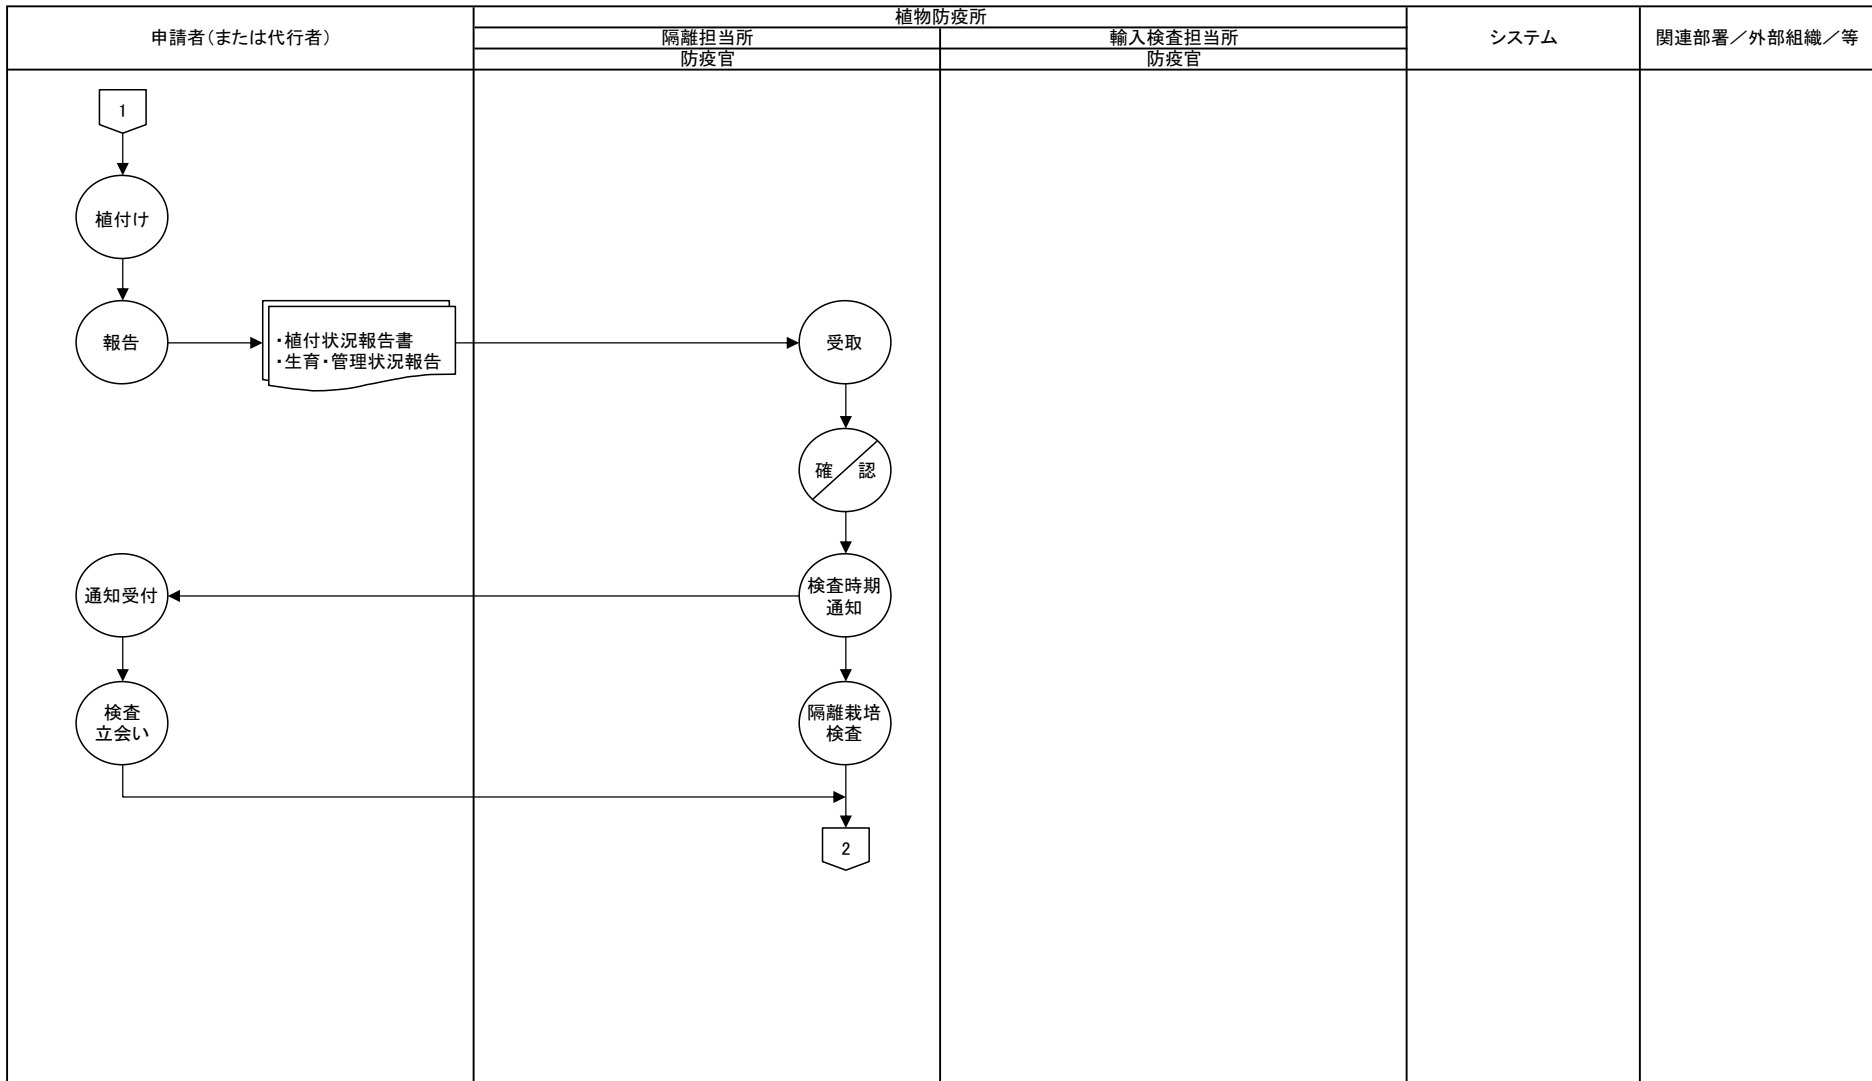 申請者（または代行者）
植物防疫所
隔離担当所
防疫官
輸入検査担当所
防疫官
システム
関連部署／外部組織／等
1
植付け
報告
・植付状況報告書
・生育・管理状況報告
受取
確　認
検査時期
通知
通知受付
検査
立会い
隔離栽培
検査
2